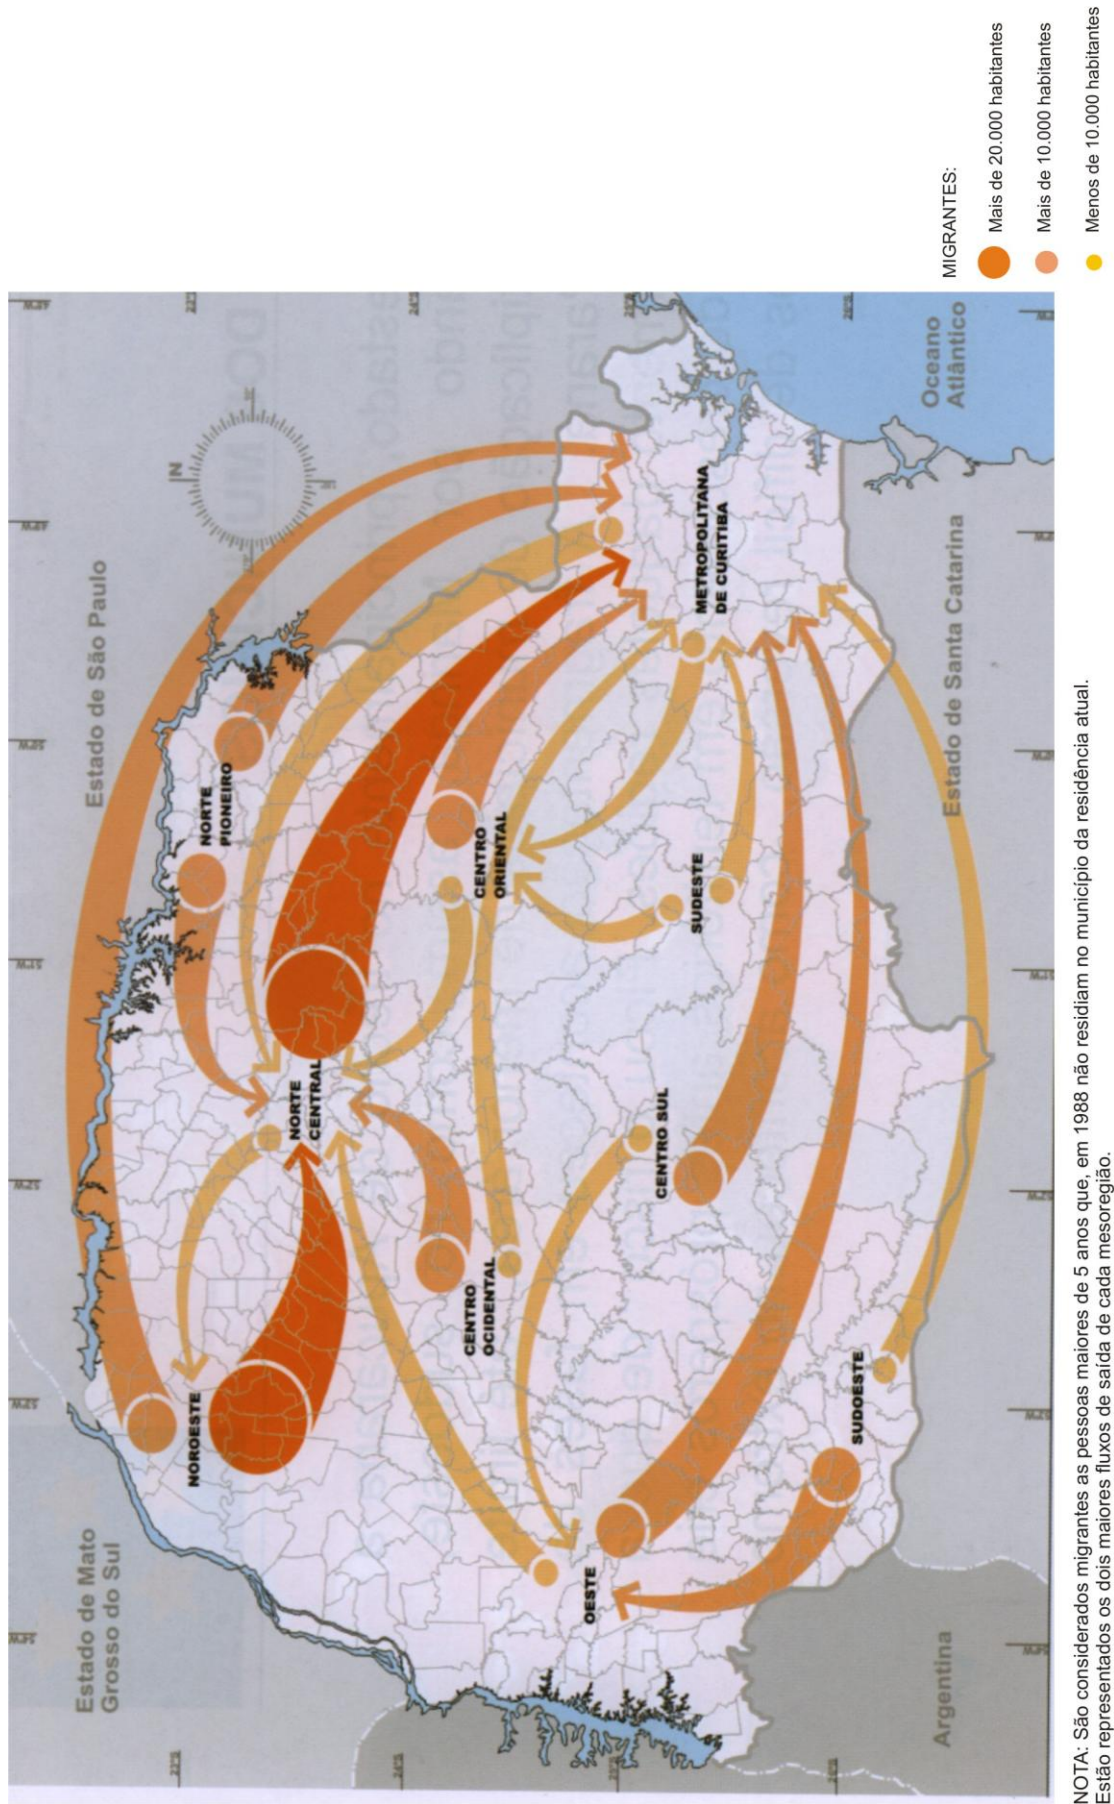 Estado de Mato
Grosso do Sul
Estado de São Paulo
N
NOROESTE
NORTE
PIONEIRO
NORTE
CENTRAL
CENTRO
OCIDENTAL
CENTRO
ORIENTAL
OESTE
CENTRO SUL
SUDESTE
METROPOLITANA
DE CURITIBA
SUDOESTE
Argentina
Estado de Santa Catarina
Oceano
Atlântico
MIGRANTES:
Mais de 20.000 habitantes
Mais de 10.000 habitantes
Menos de 10.000 habitantes
NOTA: São considerados migrantes as pessoas maiores de 5 anos que, em 1988 não residiam no município da residência atual.
Estão representados os dois maiores fluxos de saída de cada mesoregião.